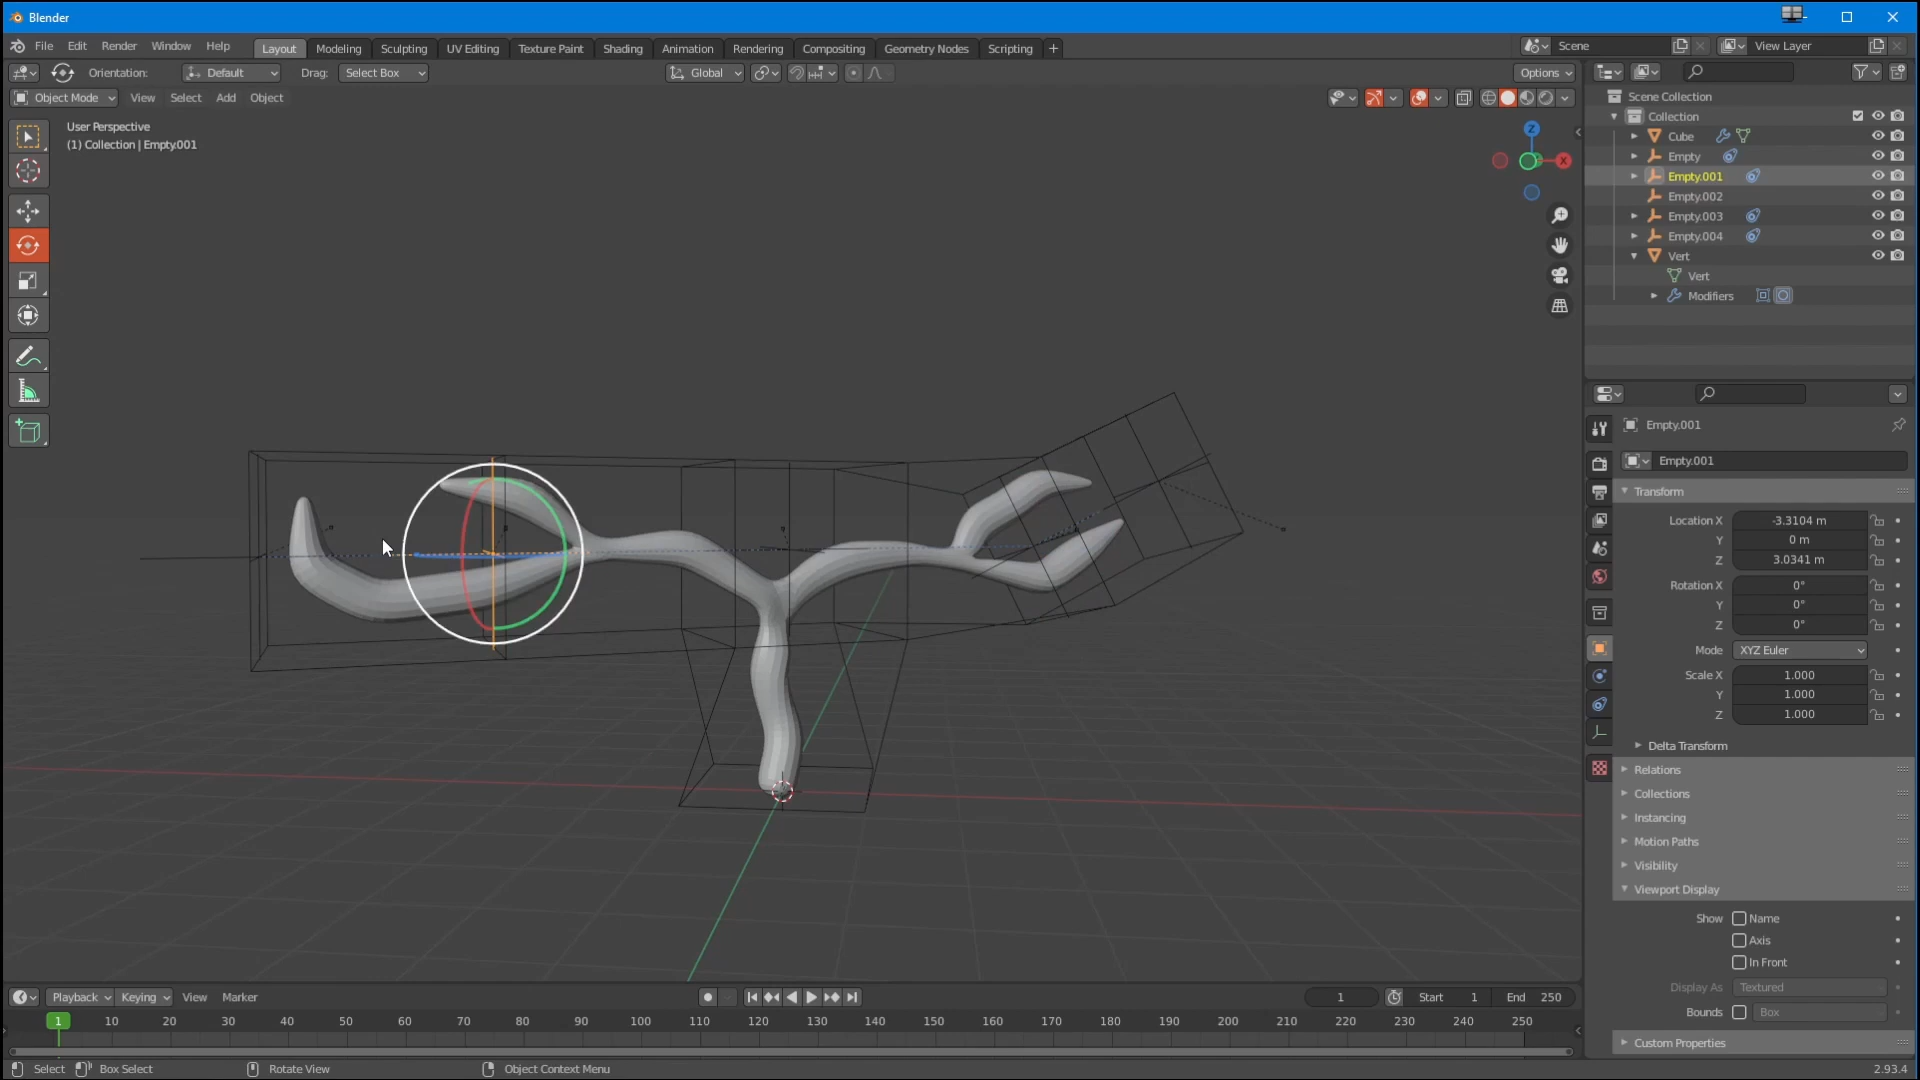 Blender
File Edit Render Window Help Layout Modeling Sculpting UV Editing Texture Paint Shading Animation Rendering Compositing Geometry Nodes Scripting + Scene View Layer
Orientation: Default Drag: Select Box Global Options
Object Mode View Select Add Object
User Perspective
(1) Collection | Empty.001
Z
X
Scene Collection
Collection
Cube
Empty
Empty.001
Empty.002
Empty.003
Empty.004
Vert
Vert
Modifiers
Empty.001
Empty.001
Transform
Location X -3.3104 m
Y 0 m
Z 3.0341 m
Rotation X 0°
Y 0°
Z 0°
Mode XYZ Euler
Scale X 1.000
Y 1.000
Z 1.000
Delta Transform
Relations
Collections
Instancing
Motion Paths
Visibility
Viewport Display
Show Name
Axis
In Front
Display As Textured
Bounds Box
Custom Properties
Playback Keying View Marker 1 Start 1 End 250
1 10 20 30 40 50 60 70 80 90 100 110 120 130 140 150 160 170 180 190 200 210 220 230 240 250
Select Box Select Rotate View Object Context Menu 2.93.4